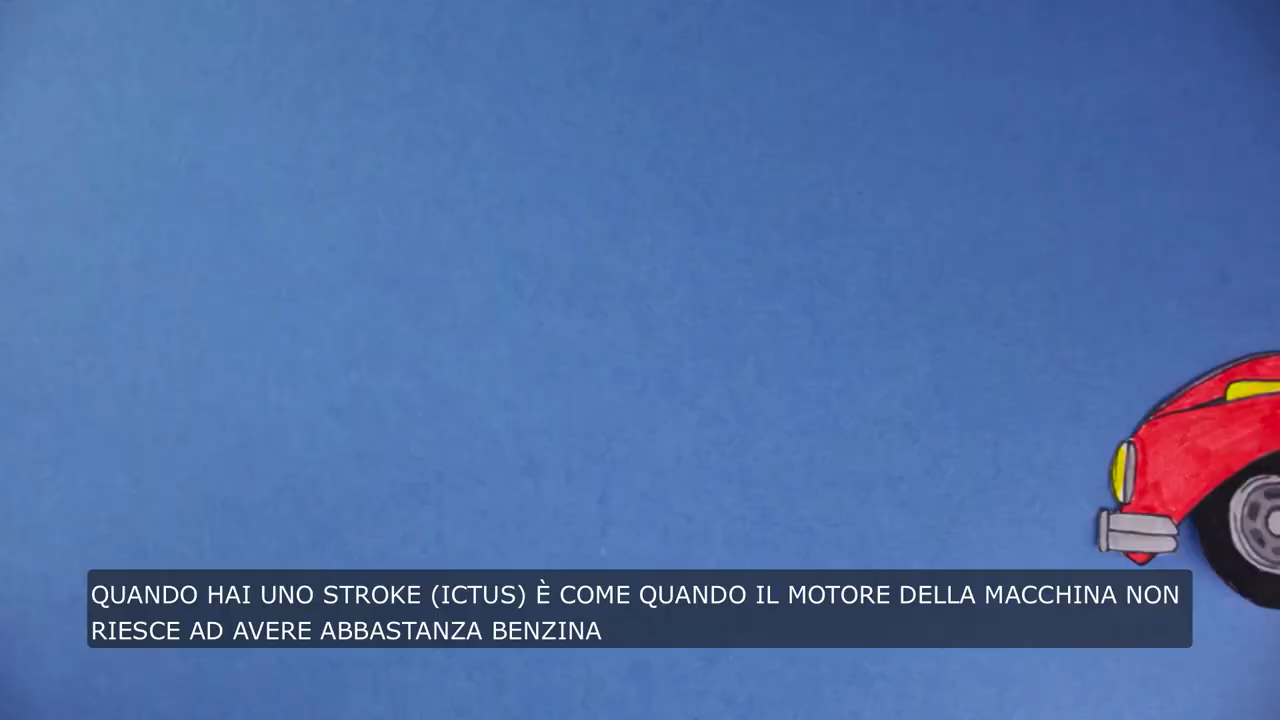 QUANDO HAI UNO STROKE (ICTUS) È COME QUANDO IL MOTORE DELLA MACCHINA NON
RIESCE AD AVERE ABBASTANZA BENZINA